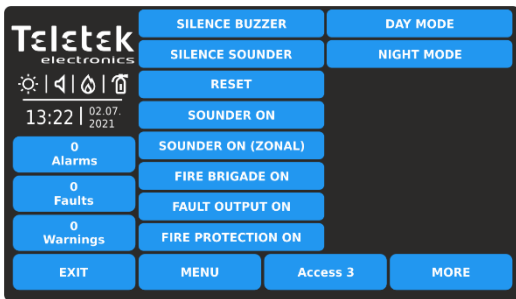 Teletek
electronics
13:22 02.07.
2021
0
Alarms
0
Faults
0
Warnings
SILENCE BUZZER
SILENCE SOUNDER
RESET
SOUNDER ON
SOUNDER ON (ZONAL)
FIRE BRIGADE ON
FAULT OUTPUT ON
FIRE PROTECTION ON
DAY MODE
NIGHT MODE
EXIT
MENU
Access 3
MORE